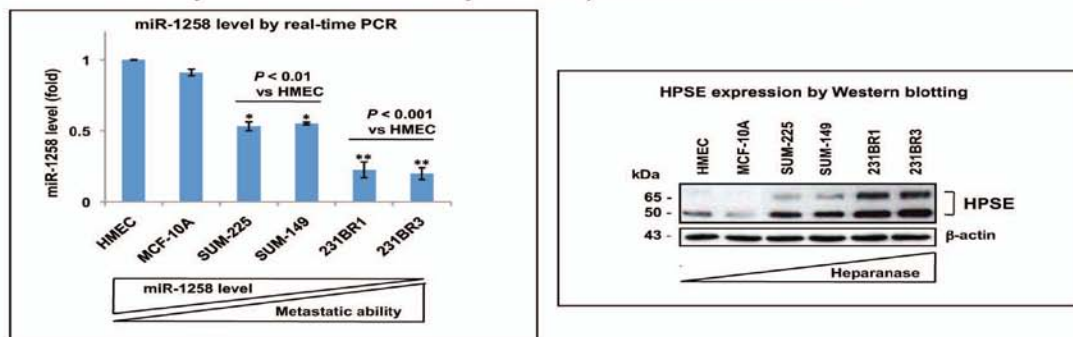 miR-1258 level by real-time PCR
miR-1258 level (fold)
1
0.5
0
P < 0.01
vs HMEC
P < 0.001
vs HMEC
*
*
**
**
HMEC
MCF-10A
SUM-225
SUM-149
231BR1
231BR3
miR-1258 level
Metastatic ability
HPSE expression by Western blotting
HMEC
MCF-10A
SUM-225
SUM-149
231BR1
231BR3
kDa
65 -
50 -
43 -
HPSE
β-actin
Heparanase